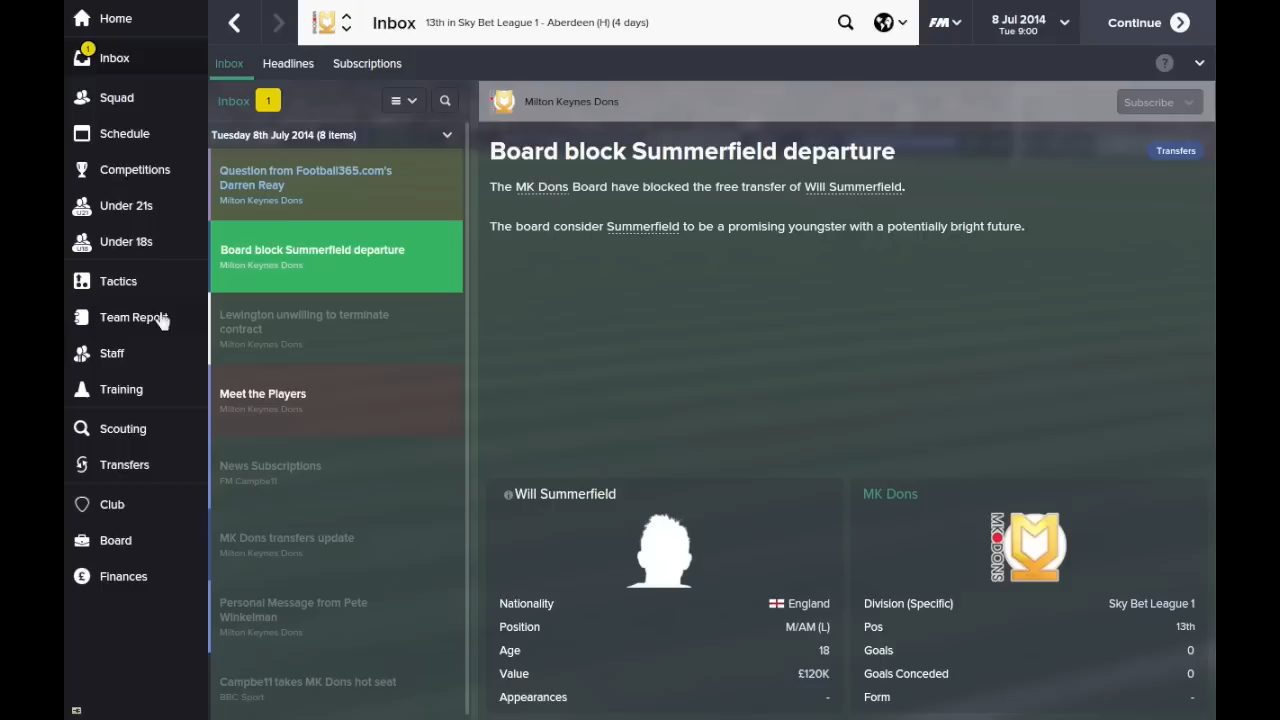 Home
1
Inbox
Squad
Schedule
Competitions
U21
Under 21s
U18
Under 18s
Tactics
Team Report
Staff
Training
Scouting
Transfers
Club
Board
Finances
Inbox
13th in Sky Bet League 1 - Aberdeen (H) (4 days)
FM
8 Jul 2014
Tue 9:00
Continue
Inbox
Headlines
Subscriptions
?
Inbox
1
Tuesday 8th July 2014 (8 items)
Question from Football365.com's
Darren Reay
Milton Keynes Dons
Board block Summerfield departure
Milton Keynes Dons
Lewington unwilling to terminate
contract
Milton Keynes Dons
Meet the Players
Milton Keynes Dons
News Subscriptions
FM Campbe11
MK Dons transfers update
Milton Keynes Dons
Personal Message from Pete
Winkelman
Milton Keynes Dons
Campbe11 takes MK Dons hot seat
BBC Sport
Milton Keynes Dons
Subscribe
Board block Summerfield departure
Transfers
The MK Dons Board have blocked the free transfer of Will Summerfield.
The board consider Summerfield to be a promising youngster with a potentially bright future.
Will Summerfield
Nationality England
Position M/AM (L)
Age 18
Value £120K
Appearances -
MK Dons
MK DONS
Division (Specific) Sky Bet League 1
Pos 13th
Goals 0
Goals Conceded 0
Form -